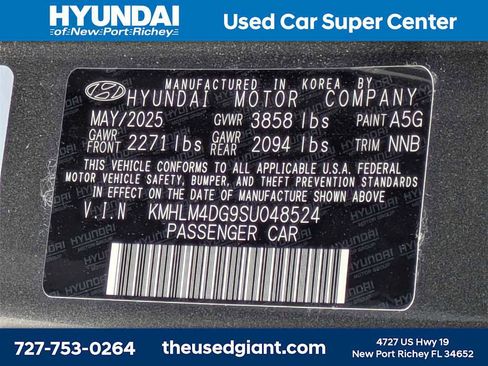 HYUNDAI
of New Port Richey
Used Car Super Center
MANUFACTURED IN KOREA BY
HYUNDAI MOTOR COMPANY
MAY/2025 GVWR 3858 lbs PAINT A5G
GAWR FRONT 2271 lbs GAWR REAR 2094 lbs TRIM NNB
THIS VEHICLE CONFORMS TO ALL APPLICABLE U.S.A. FEDERAL
MOTOR VEHICLE SAFETY, BUMPER, AND THEFT PREVENTION STANDARDS
IN EFFECT ON THE DATE OF MANUFACTURE SHOWN ABOVE.
V.I.N KMHLM4DG9SU048524
PASSENGER CAR
727-753-0264
theusedgiant.com
4727 US Hwy 19
New Port Richey FL 34652